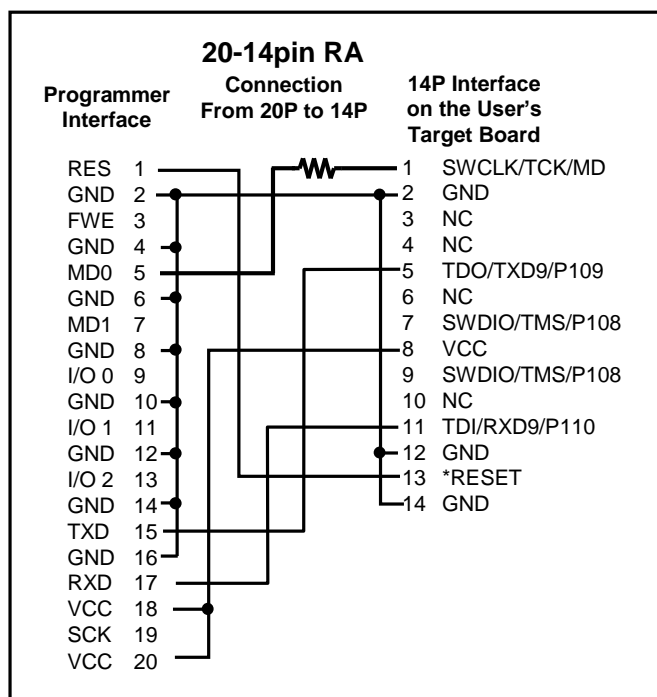 20-14pin RA
Connection
From 20P to 14P
Programmer
Interface
14P Interface
on the User's
Target Board
RES 1
GND 2
FWE 3
GND 4
MD0 5
GND 6
MD1 7
GND 8
I/O 0 9
GND 10
I/O 1 11
GND 12
I/O 2 13
GND 14
TXD 15
GND 16
RXD 17
VCC 18
SCK 19
VCC 20
1 SWCLK/TCK/MD
2 GND
3 NC
4 NC
5 TDO/TXD9/P109
6 NC
7 SWDIO/TMS/P108
8 VCC
9 SWDIO/TMS/P108
10 NC
11 TDI/RXD9/P110
12 GND
13 *RESET
14 GND